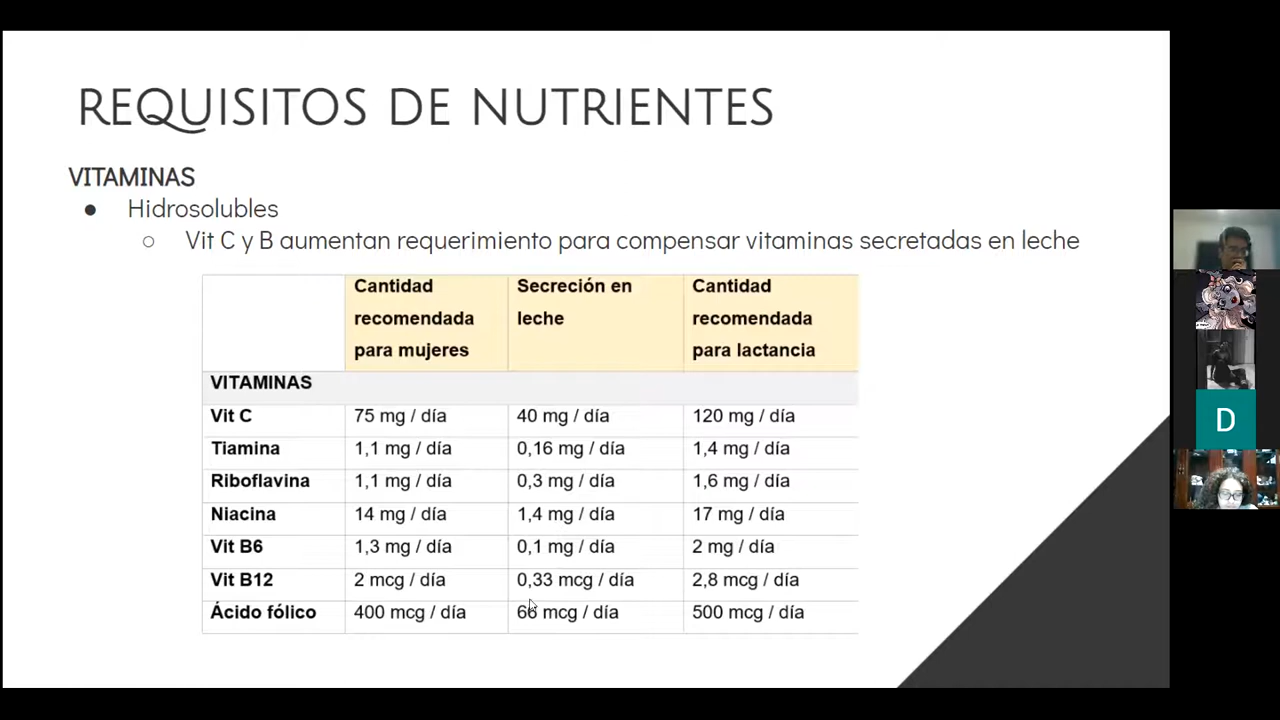 REQUISITOS DE NUTRIENTES
VITAMINAS
● Hidrosolubles
○ Vit C y B aumentan requerimiento para compensar vitaminas secretadas en leche
Cantidad recomendada para mujeres | Secreción en leche | Cantidad recomendada para lactancia
VITAMINAS
Vit C | 75 mg / día | 40 mg / día | 120 mg / día
Tiamina | 1,1 mg / día | 0,16 mg / día | 1,4 mg / día
Riboflavina | 1,1 mg / día | 0,3 mg / día | 1,6 mg / día
Niacina | 14 mg / día | 1,4 mg / día | 17 mg / día
Vit B6 | 1,3 mg / día | 0,1 mg / día | 2 mg / día
Vit B12 | 2 mcg / día | 0,33 mcg / día | 2,8 mcg / día
Ácido fólico | 400 mcg / día | 66 mcg / día | 500 mcg / día
D